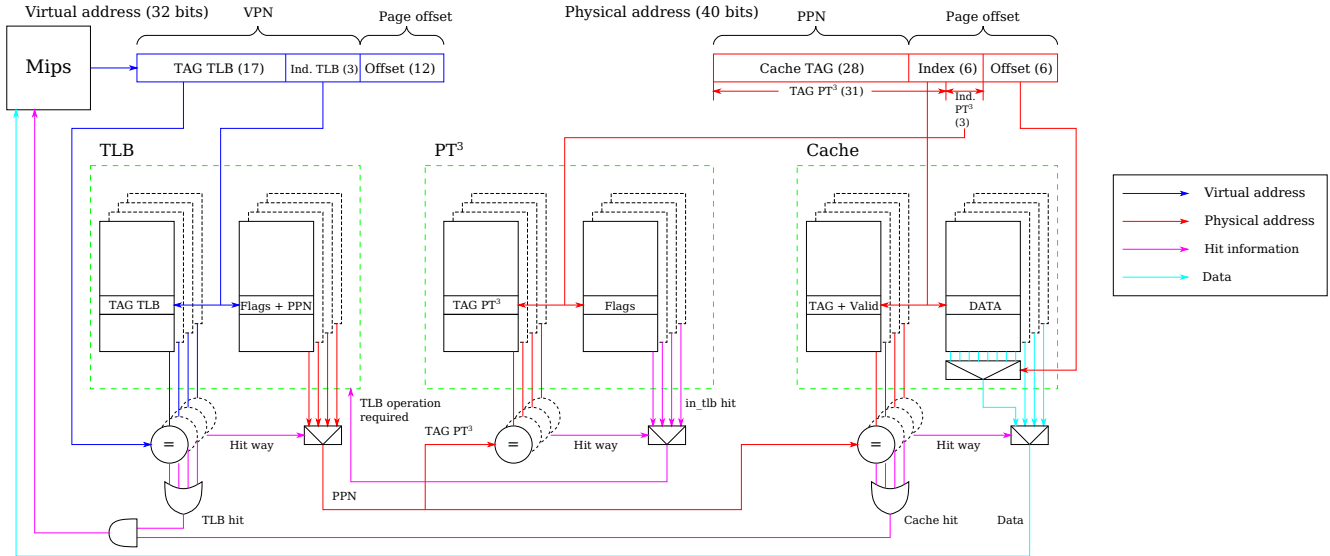 Virtual address (32 bits)
VPN
Page offset
Physical address (40 bits)
PPN
Page offset
Mips
TAG TLB (17)
Ind. TLB (3)
Offset (12)
Cache TAG (28)
Index (6)
Offset (6)
TAG PT³ (31)
Ind.
PT³
(3)
TLB
PT³
Cache
Virtual address
Physical address
Hit information
Data
TAG TLB
Flags + PPN
TAG PT³
Flags
TAG + Valid
DATA
TLB operation
required
in_tlb hit
TAG PT³
=
Hit way
=
Hit way
=
Hit way
PPN
TLB hit
Cache hit
Data